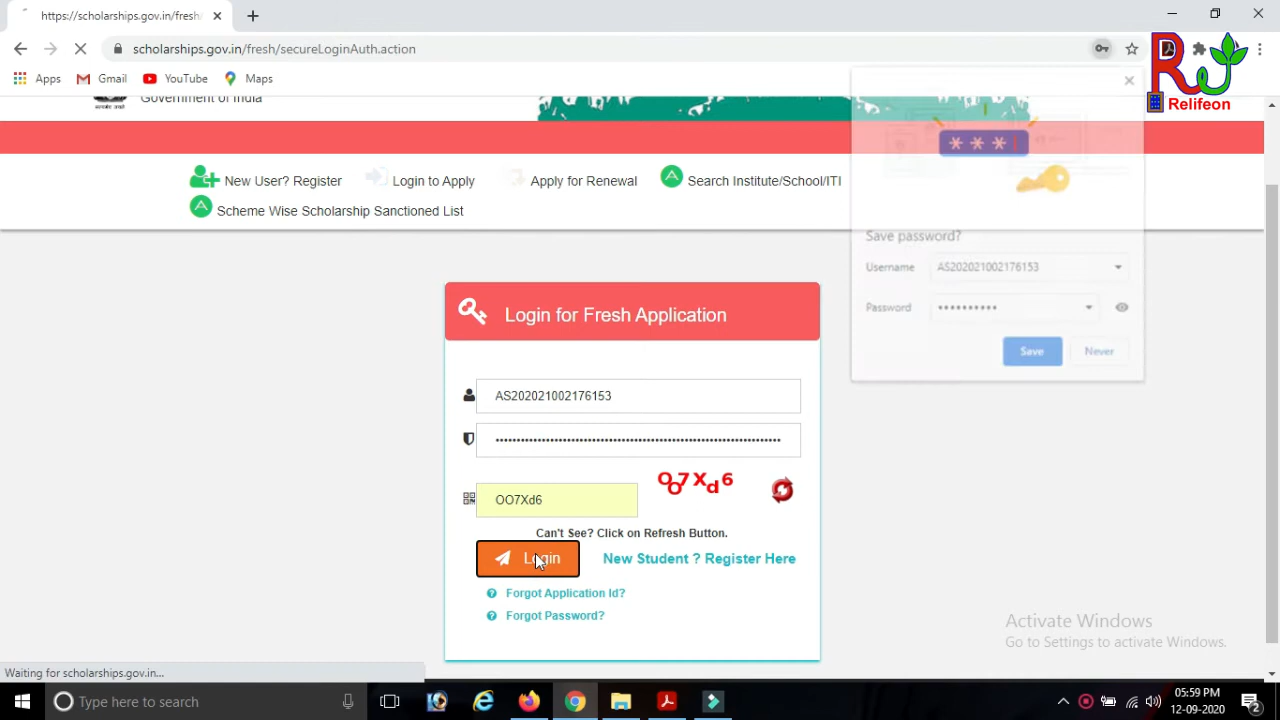 https://scholarships.gov.in/fresh
scholarships.gov.in/fresh/secureLoginAuth.action
Apps Gmail YouTube Maps
Relifeon
Government of India
New User? Register Login to Apply Apply for Renewal Search Institute/School/ITI
Scheme Wise Scholarship Sanctioned List
Save password?
Username AS202021002176153
Password ••••••••••
Save Never
Login for Fresh Application
AS202021002176153
OO7Xd6 OO7Xd6
Can't See? Click on Refresh Button.
Login New Student ? Register Here
Forgot Application Id?
Forgot Password?
Activate Windows
Go to Settings to activate Windows.
Waiting for scholarships.gov.in...
Type here to search
05:59 PM
12-09-2020
2